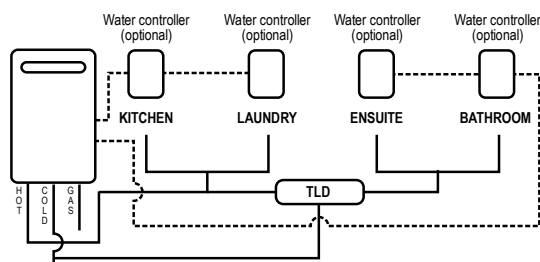 Water controller
(optional)
Water controller
(optional)
Water controller
(optional)
Water controller
(optional)
KITCHEN
LAUNDRY
ENSUITE
BATHROOM
HOT
COLD
GAS
TLD